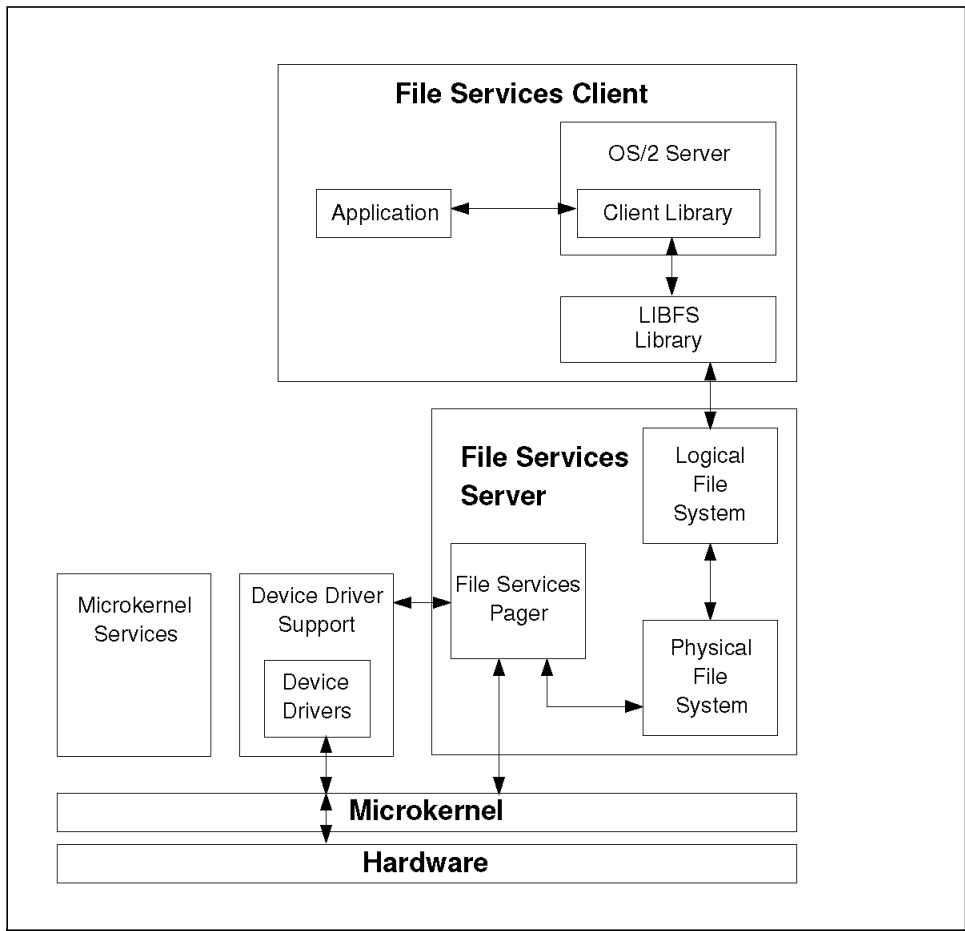 File Services Client
OS/2 Server
Application
Client Library
LIBFS
Library
File Services
Server
Logical
File
System
File Services
Pager
Physical
File
System
Microkernel
Services
Device Driver
Support
Device
Drivers
Microkernel
Hardware